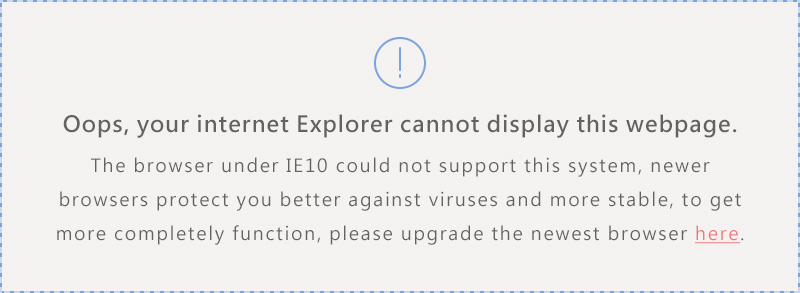 Oops, your internet Explorer cannot display this webpage.
The browser under IE10 could not support this system, newer
browsers protect you better against viruses and more stable, to get
more completely function, please upgrade the newest browser here.